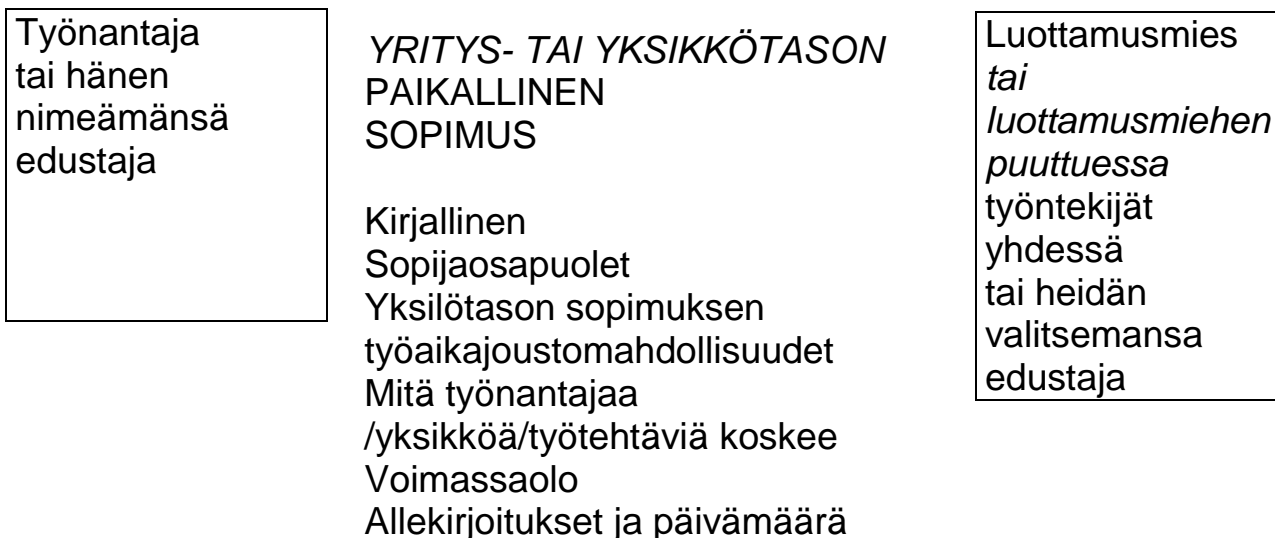 Työnantaja
tai hänen
nimeämänsä
edustaja
YRITYS- TAI YKSIKKÖTASON
PAIKALLINEN
SOPIMUS
Kirjallinen
Sopijaosapuolet
Yksilötason sopimuksen
työaikajoustomahdollisuudet
Mitä työnantajaa
/yksikköä/työtehtäviä koskee
Voimassaolo
Allekirjoitukset ja päivämäärä
Luottamusmies
tai
luottamusmiehen
puuttuessa
työntekijät
yhdessä
tai heidän
valitsemansa
edustaja